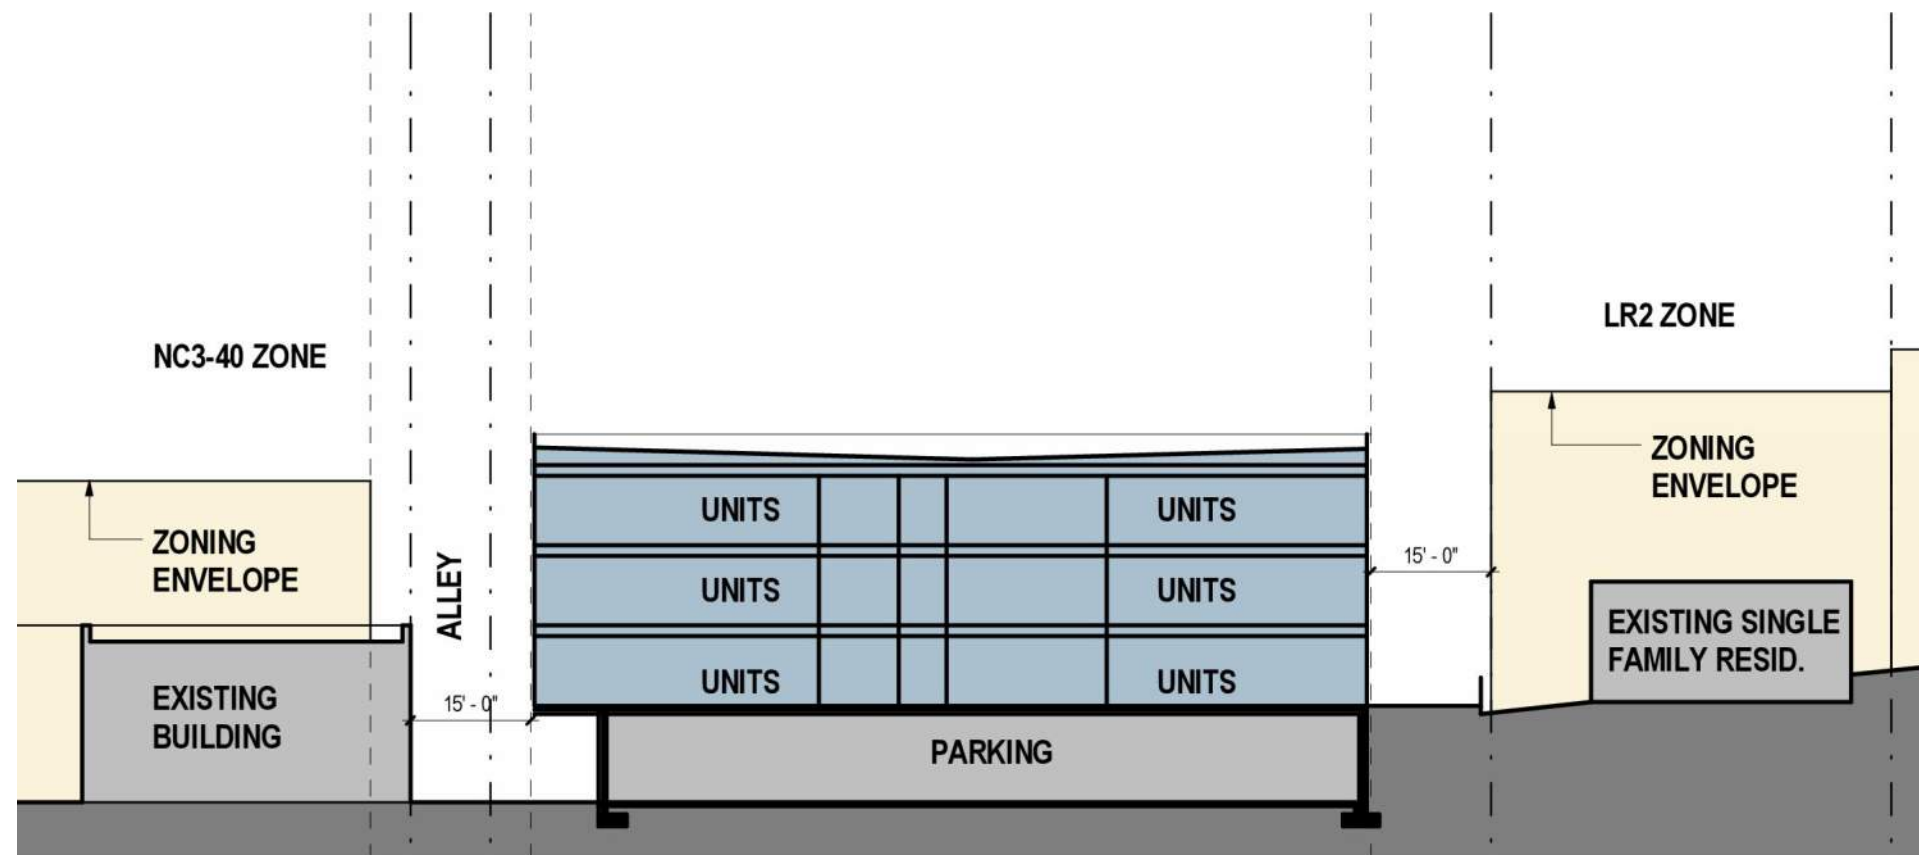 NC3-40 ZONE
ZONING
ENVELOPE
EXISTING
BUILDING
ALLEY
15' - 0"
UNITS
UNITS
UNITS
UNITS
UNITS
UNITS
PARKING
15' - 0"
LR2 ZONE
ZONING
ENVELOPE
EXISTING SINGLE
FAMILY RESID.